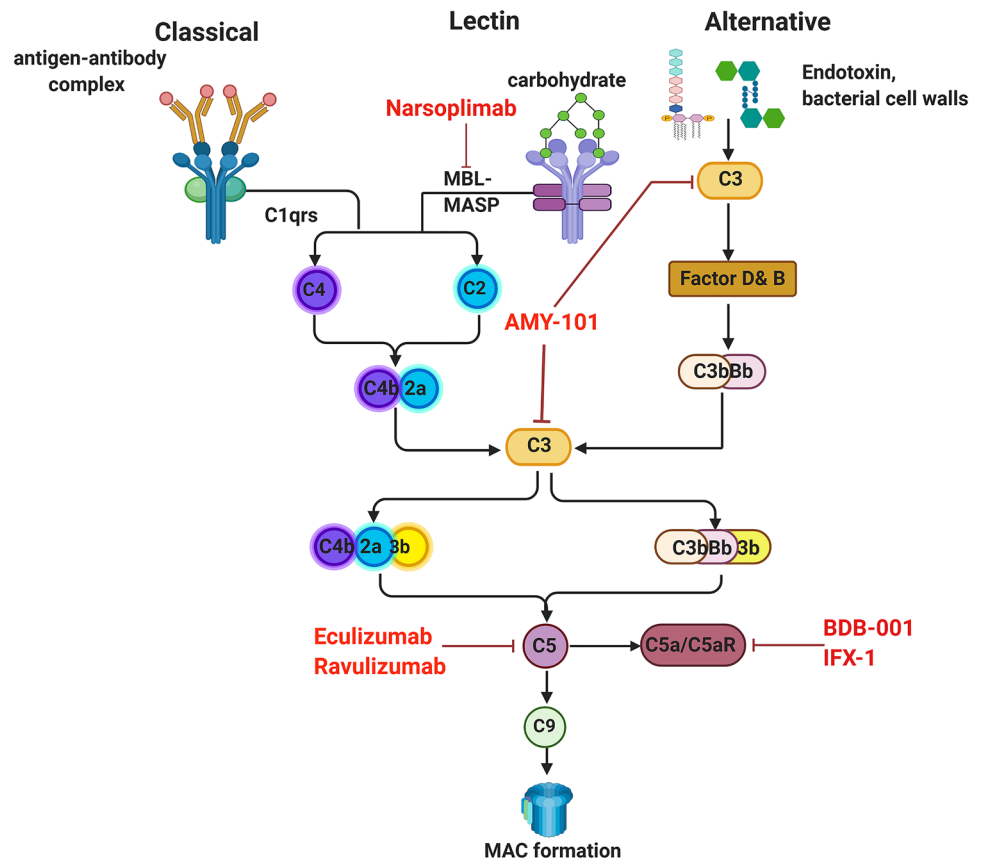 Classical
Lectin
Alternative
antigen-antibody
complex
carbohydrate
Endotoxin,
bacterial cell walls
Narsoplimab
P
P
C3
MBL-
MASP
C1qrs
C4
C2
Factor D& B
AMY-101
C3bBb
C4b 2a
C3
C4b 2a 3b
C3bBb 3b
Eculizumab
Ravulizumab
C5
C5a/C5aR
BDB-001
IFX-1
C9
MAC formation